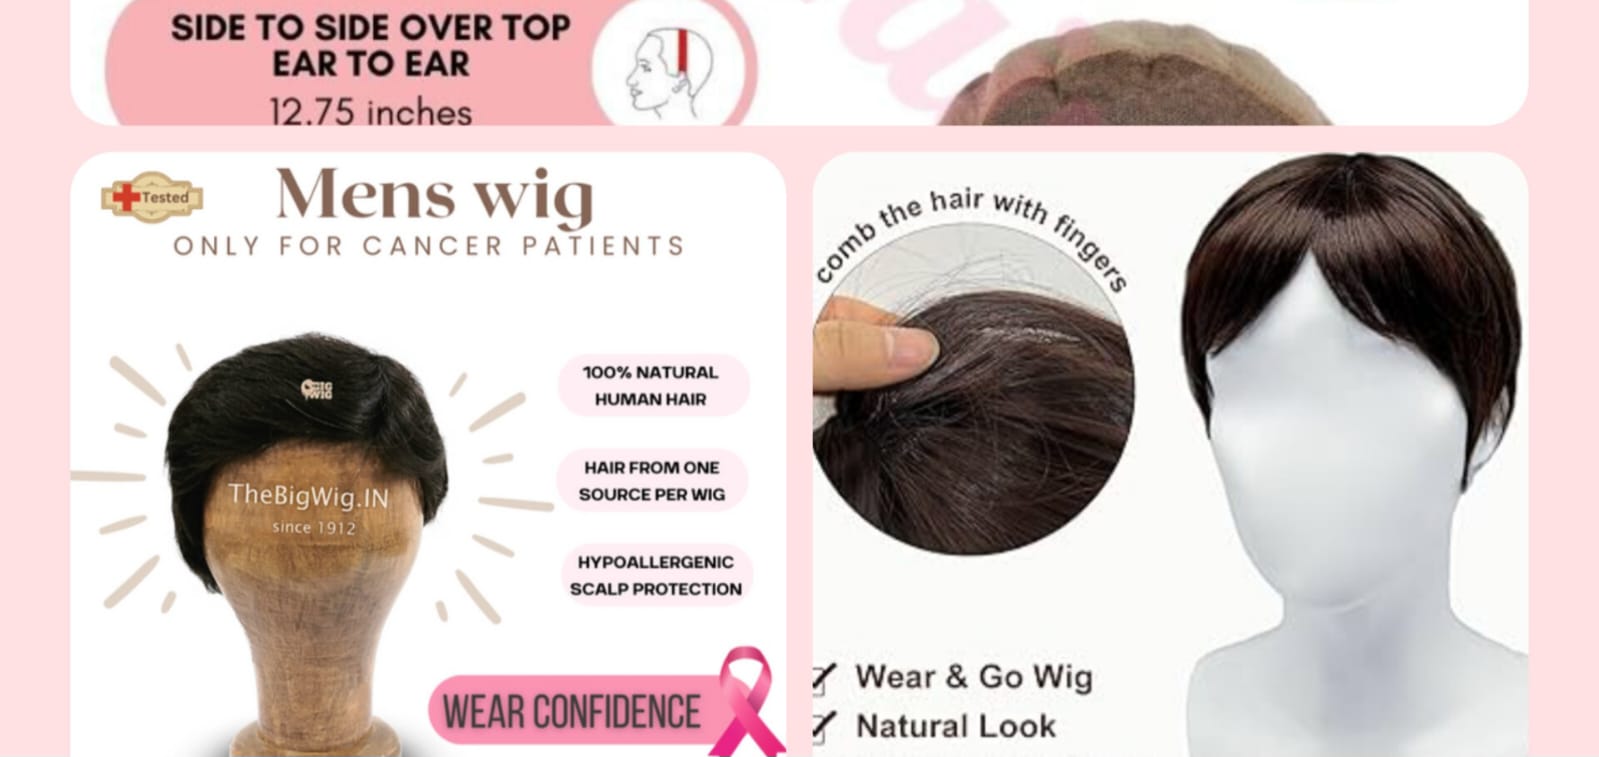 SIDE TO SIDE OVER TOP
EAR TO EAR
12.75 inches
Tested
Mens wig
ONLY FOR CANCER PATIENTS
BIG
WIG
TheBigWig.IN
since 1912
100% NATURAL
HUMAN HAIR
HAIR FROM ONE
SOURCE PER WIG
HYPOALLERGENIC
SCALP PROTECTION
WEAR CONFIDENCE
comb the hair with fingers
Wear & Go Wig
Natural Look